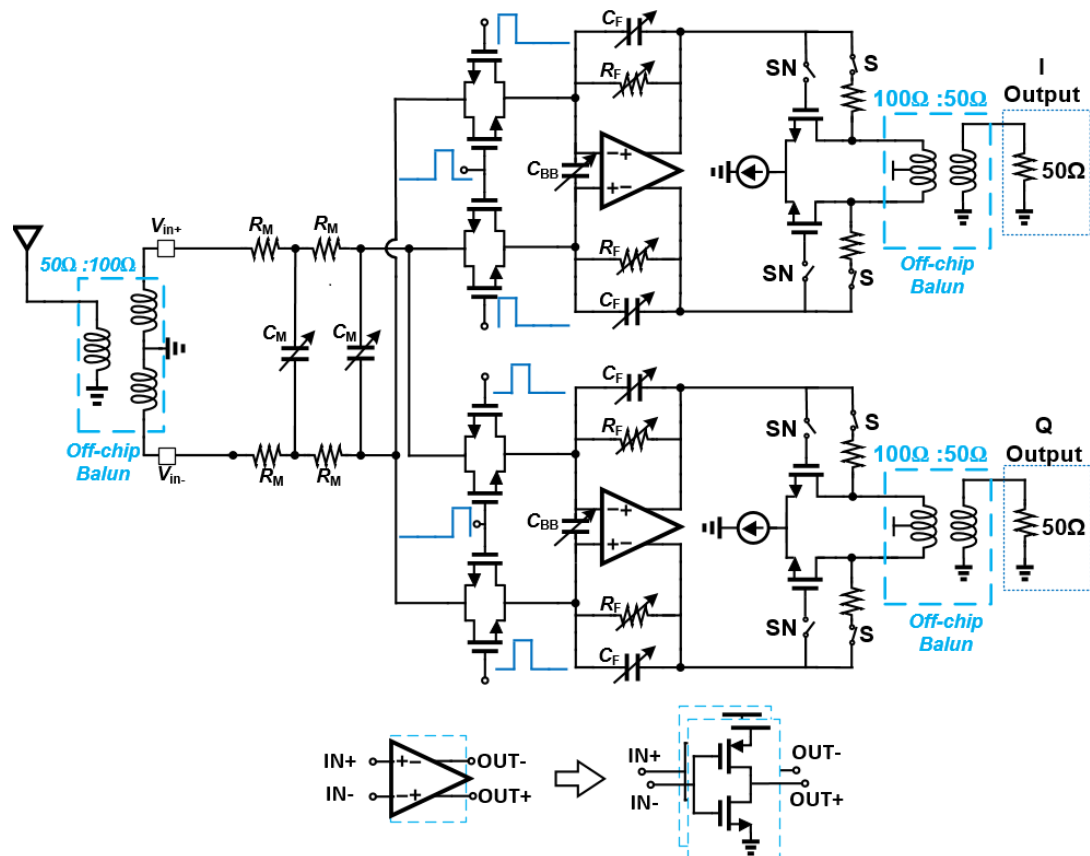 C_F
R_F
SN
S
I
Output
100Ω :50Ω
C_BB
− +
+ −
50Ω
V_in+
R_M
R_M
50Ω :100Ω
R_F
SN
S
Off-chip
Balun
C_F
C_M
C_M
C_F
Off-chip
Balun
V_in-
R_M
R_M
R_F
SN
S
Q
Output
100Ω :50Ω
C_BB
− +
+ −
50Ω
R_F
SN
S
Off-chip
Balun
C_F
IN+
+ −
OUT-
IN-
− +
OUT+
IN+
OUT-
IN-
OUT+